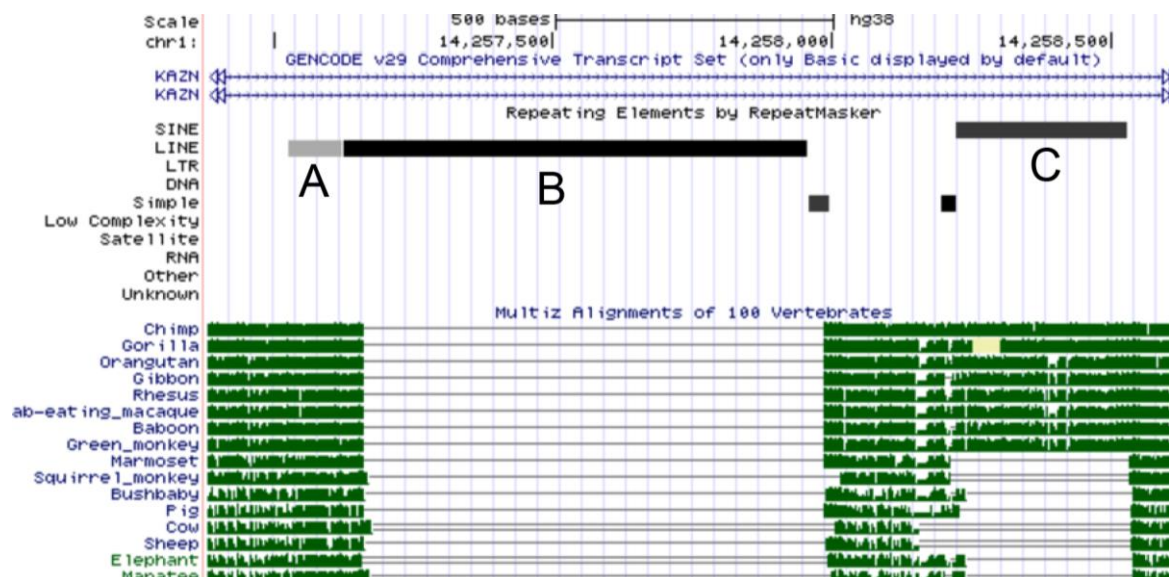 Scale 500 bases hg38
chr1: 14,257,500 14,258,000 14,258,500
GENCODE v29 Comprehensive Transcript Set (only Basic displayed by default)
KAZN
KAZN
Repeating Elements by RepeatMasker
SINE
LINE
LTR
A B C
DNA
Simple
Low Complexity
Satellite
RNA
Other
Unknown
Multiz Alignments of 100 Vertebrates
Chimp
Gorilla
Orangutan
Gibbon
Rhesus
ab-eating_macaque
Baboon
Green_monkey
Marmoset
Squirrel_monkey
Bushbaby
Pig
Cow
Sheep
Elephant
Manatee